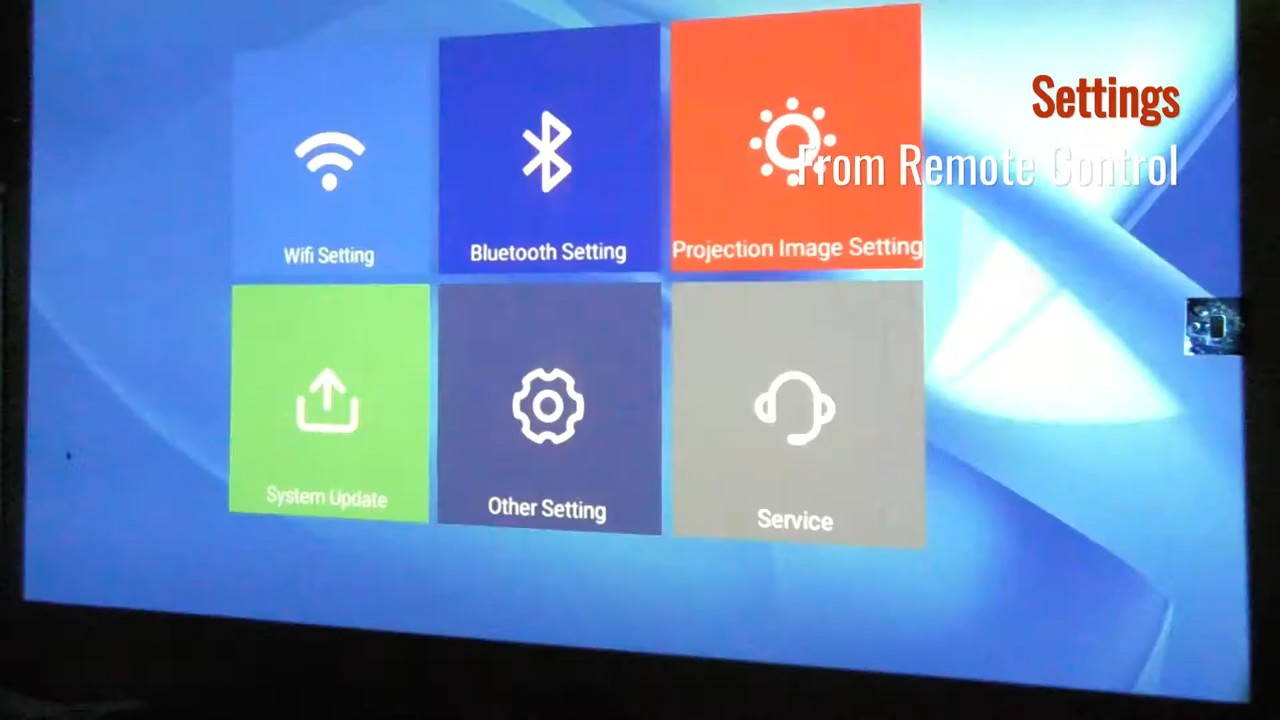 Settings
From Remote Control
Wifi Setting
Bluetooth Setting
Projection Image Setting
System Update
Other Setting
Service